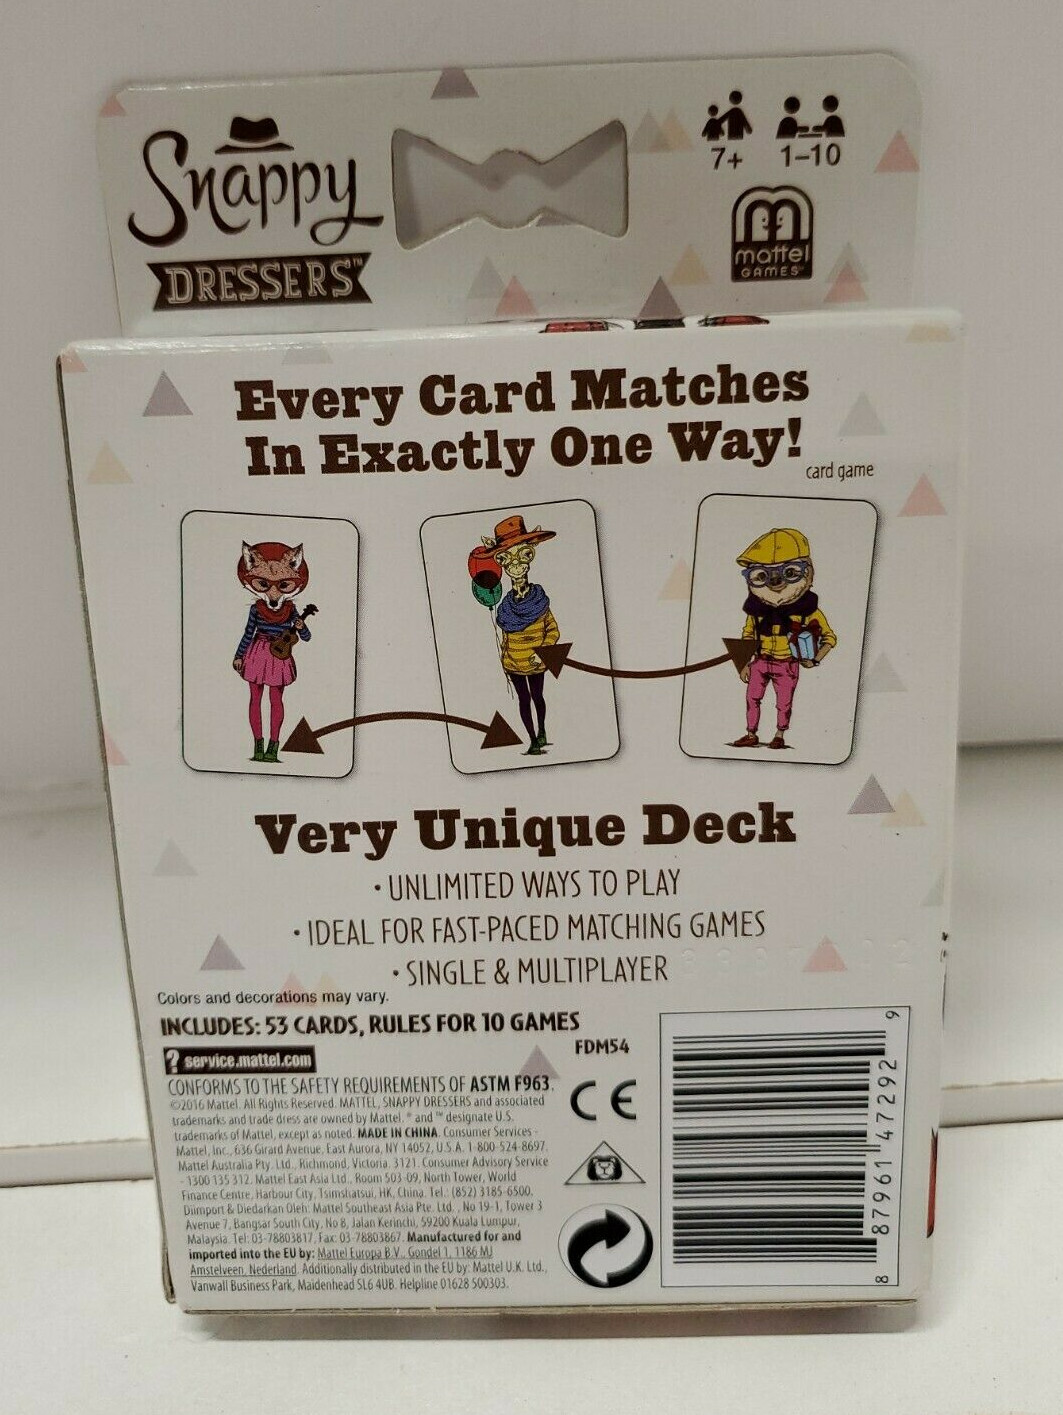 Snappy
DRESSERS™
7+ 1-10
mattel
GAMES™
Every Card Matches
In Exactly One Way!
card game
Very Unique Deck
• UNLIMITED WAYS TO PLAY
• IDEAL FOR FAST-PACED MATCHING GAMES
• SINGLE & MULTIPLAYER
Colors and decorations may vary.
INCLUDES: 53 CARDS, RULES FOR 10 GAMES
FDM54
? service.mattel.com
CONFORMS TO THE SAFETY REQUIREMENTS OF ASTM F963.
©2016 Mattel. All Rights Reserved. MATTEL, SNAPPY DRESSERS and associated
trademarks and trade dress are owned by Mattel. ® and ™ designate U.S.
trademarks of Mattel, except as noted. MADE IN CHINA. Consumer Services -
Mattel, Inc., 636 Girard Avenue, East Aurora, NY 14052, U.S.A. 1-800-524-8697.
Mattel Australia Pty. Ltd., Richmond, Victoria. 3121. Consumer Advisory Service
- 1300 135 312. Mattel East Asia Ltd., Room 503-09, North Tower, World
Finance Centre, Harbour City, Tsimshatsui, HK, China. Tel.: (852) 3185-6500.
Diimport & Diedarkan Oleh: Mattel Southeast Asia Pte. Ltd., No 19-1, Tower 3
Avenue 7, Bangsar South City, No 8, Jalan Kerinchi, 59200 Kuala Lumpur,
Malaysia. Tel: 03-78803817, Fax: 03-78803867. Manufactured for and
imported into the EU by: Mattel Europa B.V., Gondel 1, 1186 MJ
Amstelveen, Nederland. Additionally distributed in the EU by: Mattel U.K. Ltd.,
Vanwall Business Park, Maidenhead SL6 4UB. Helpline 01628 500303.
CE
8 87961 47292 9